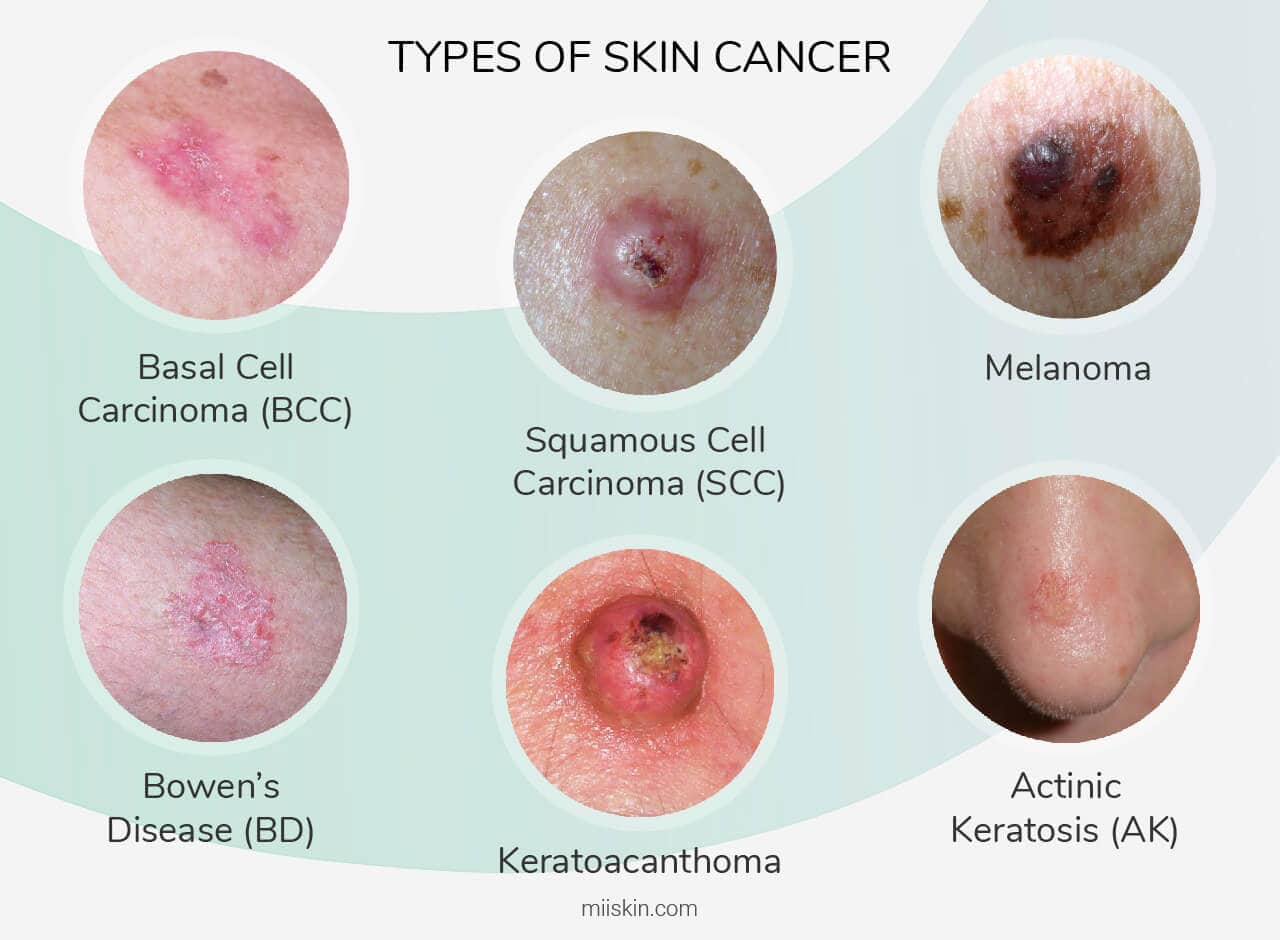 TYPES OF SKIN CANCER
Basal Cell
Carcinoma (BCC)
Squamous Cell
Carcinoma (SCC)
Melanoma
Bowen’s
Disease (BD)
Keratoacanthoma
Actinic
Keratosis (AK)
miiskin.com